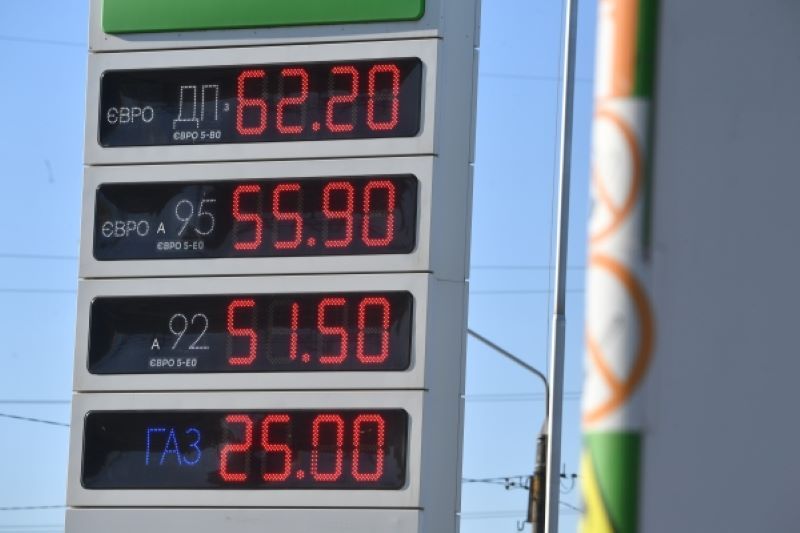 ЄВРО ДП З 62.20
ЄВРО 5-В0
ЄВРО А 95 55.90
ЄВРО 5-Е0
А 92 51.50
ЄВРО 5-Е0
ГАЗ 25.00